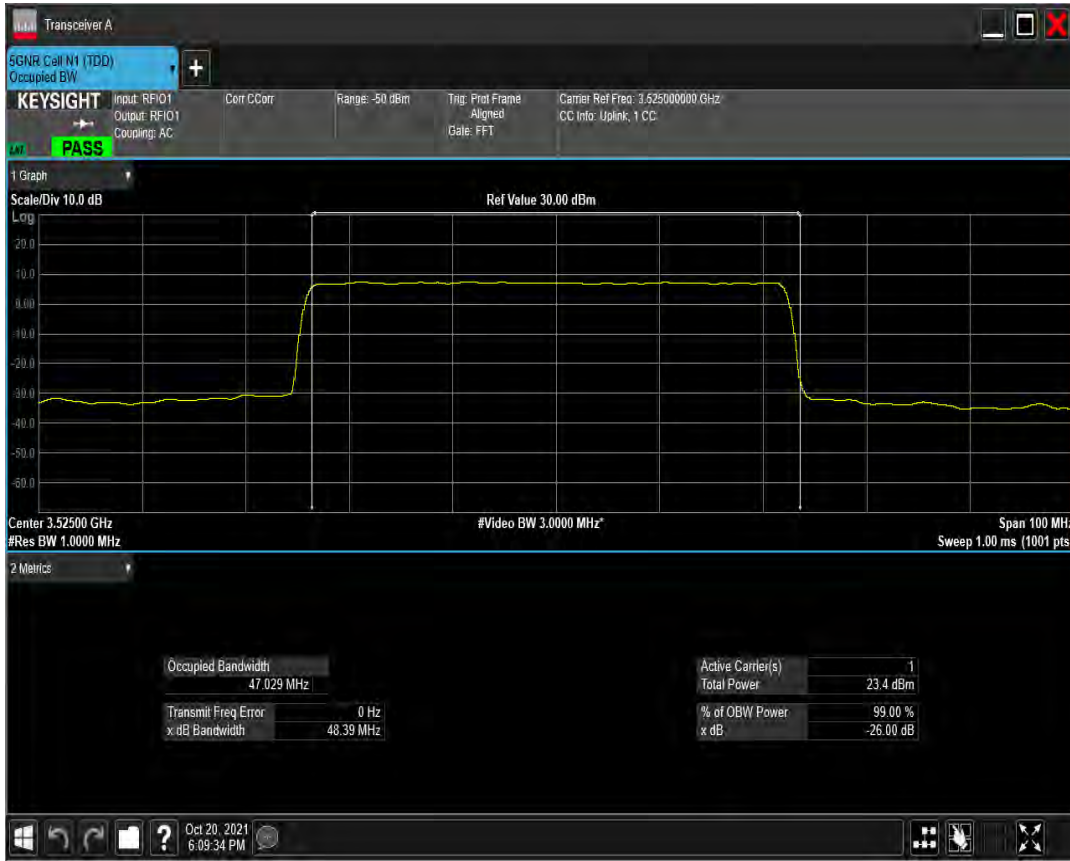 Transceiver A
5GNR Cell N1 (TDD)
Occupied BW
+
KEYSIGHT
Input: RFIO1
Output: RFIO1
Coupling: AC
Corr CCorr
Range: -50 dBm
Trig: Prot Frame
Aligned
Gate: FFT
Carrier Ref Freq: 3.525000000 GHz
CC Info: Uplink, 1 CC
PASS
1 Graph
Scale/Div 10.0 dB
Ref Value 30.00 dBm
Log
20.0
10.0
0.00
-10.0
-20.0
-30.0
-40.0
-50.0
-60.0
Center 3.52500 GHz
#Video BW 3.0000 MHz*
Span 100 MHz
#Res BW 1.0000 MHz
Sweep 1.00 ms (1001 pts
2 Metrics
Occupied Bandwidth
47.029 MHz
Transmit Freq Error 0 Hz
x dB Bandwidth 48.39 MHz
Active Carrier(s) 1
Total Power 23.4 dBm
% of OBW Power 99.00 %
x dB -26.00 dB
?
Oct 20, 2021
6:09:34 PM